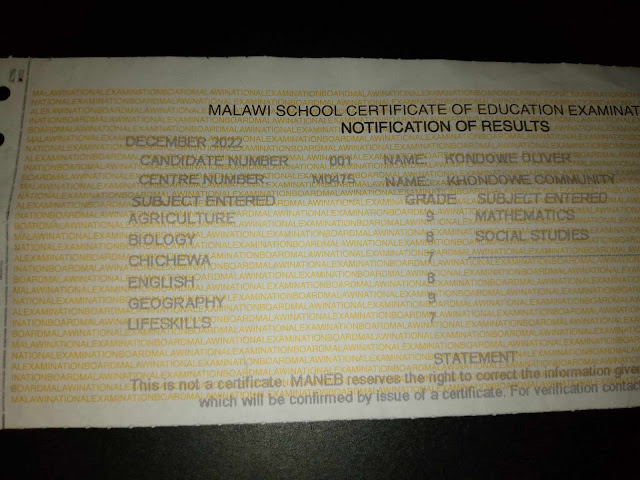 MALAWI SCHOOL CERTIFICATE OF EDUCATION EXAMINAT
NOTIFICATION OF RESULTS
DECEMBER 2022
CANDIDATE NUMBER 001 NAME: KONDOWE OLIVER
CENTRE NUMBER M0475 NAME: KHONDOWE COMMUNITY
SUBJECT ENTERED GRADE SUBJECT ENTERED
AGRICULTURE 9 MATHEMATICS
BIOLOGY 8 SOCIAL STUDIES
CHICHEWA 7
ENGLISH 8
GEOGRAPHY 9
LIFESKILLS 7
STATEMENT
This is not a certificate. MANEB reserves the right to correct the information given
which will be confirmed by issue of a certificate. For verification contact